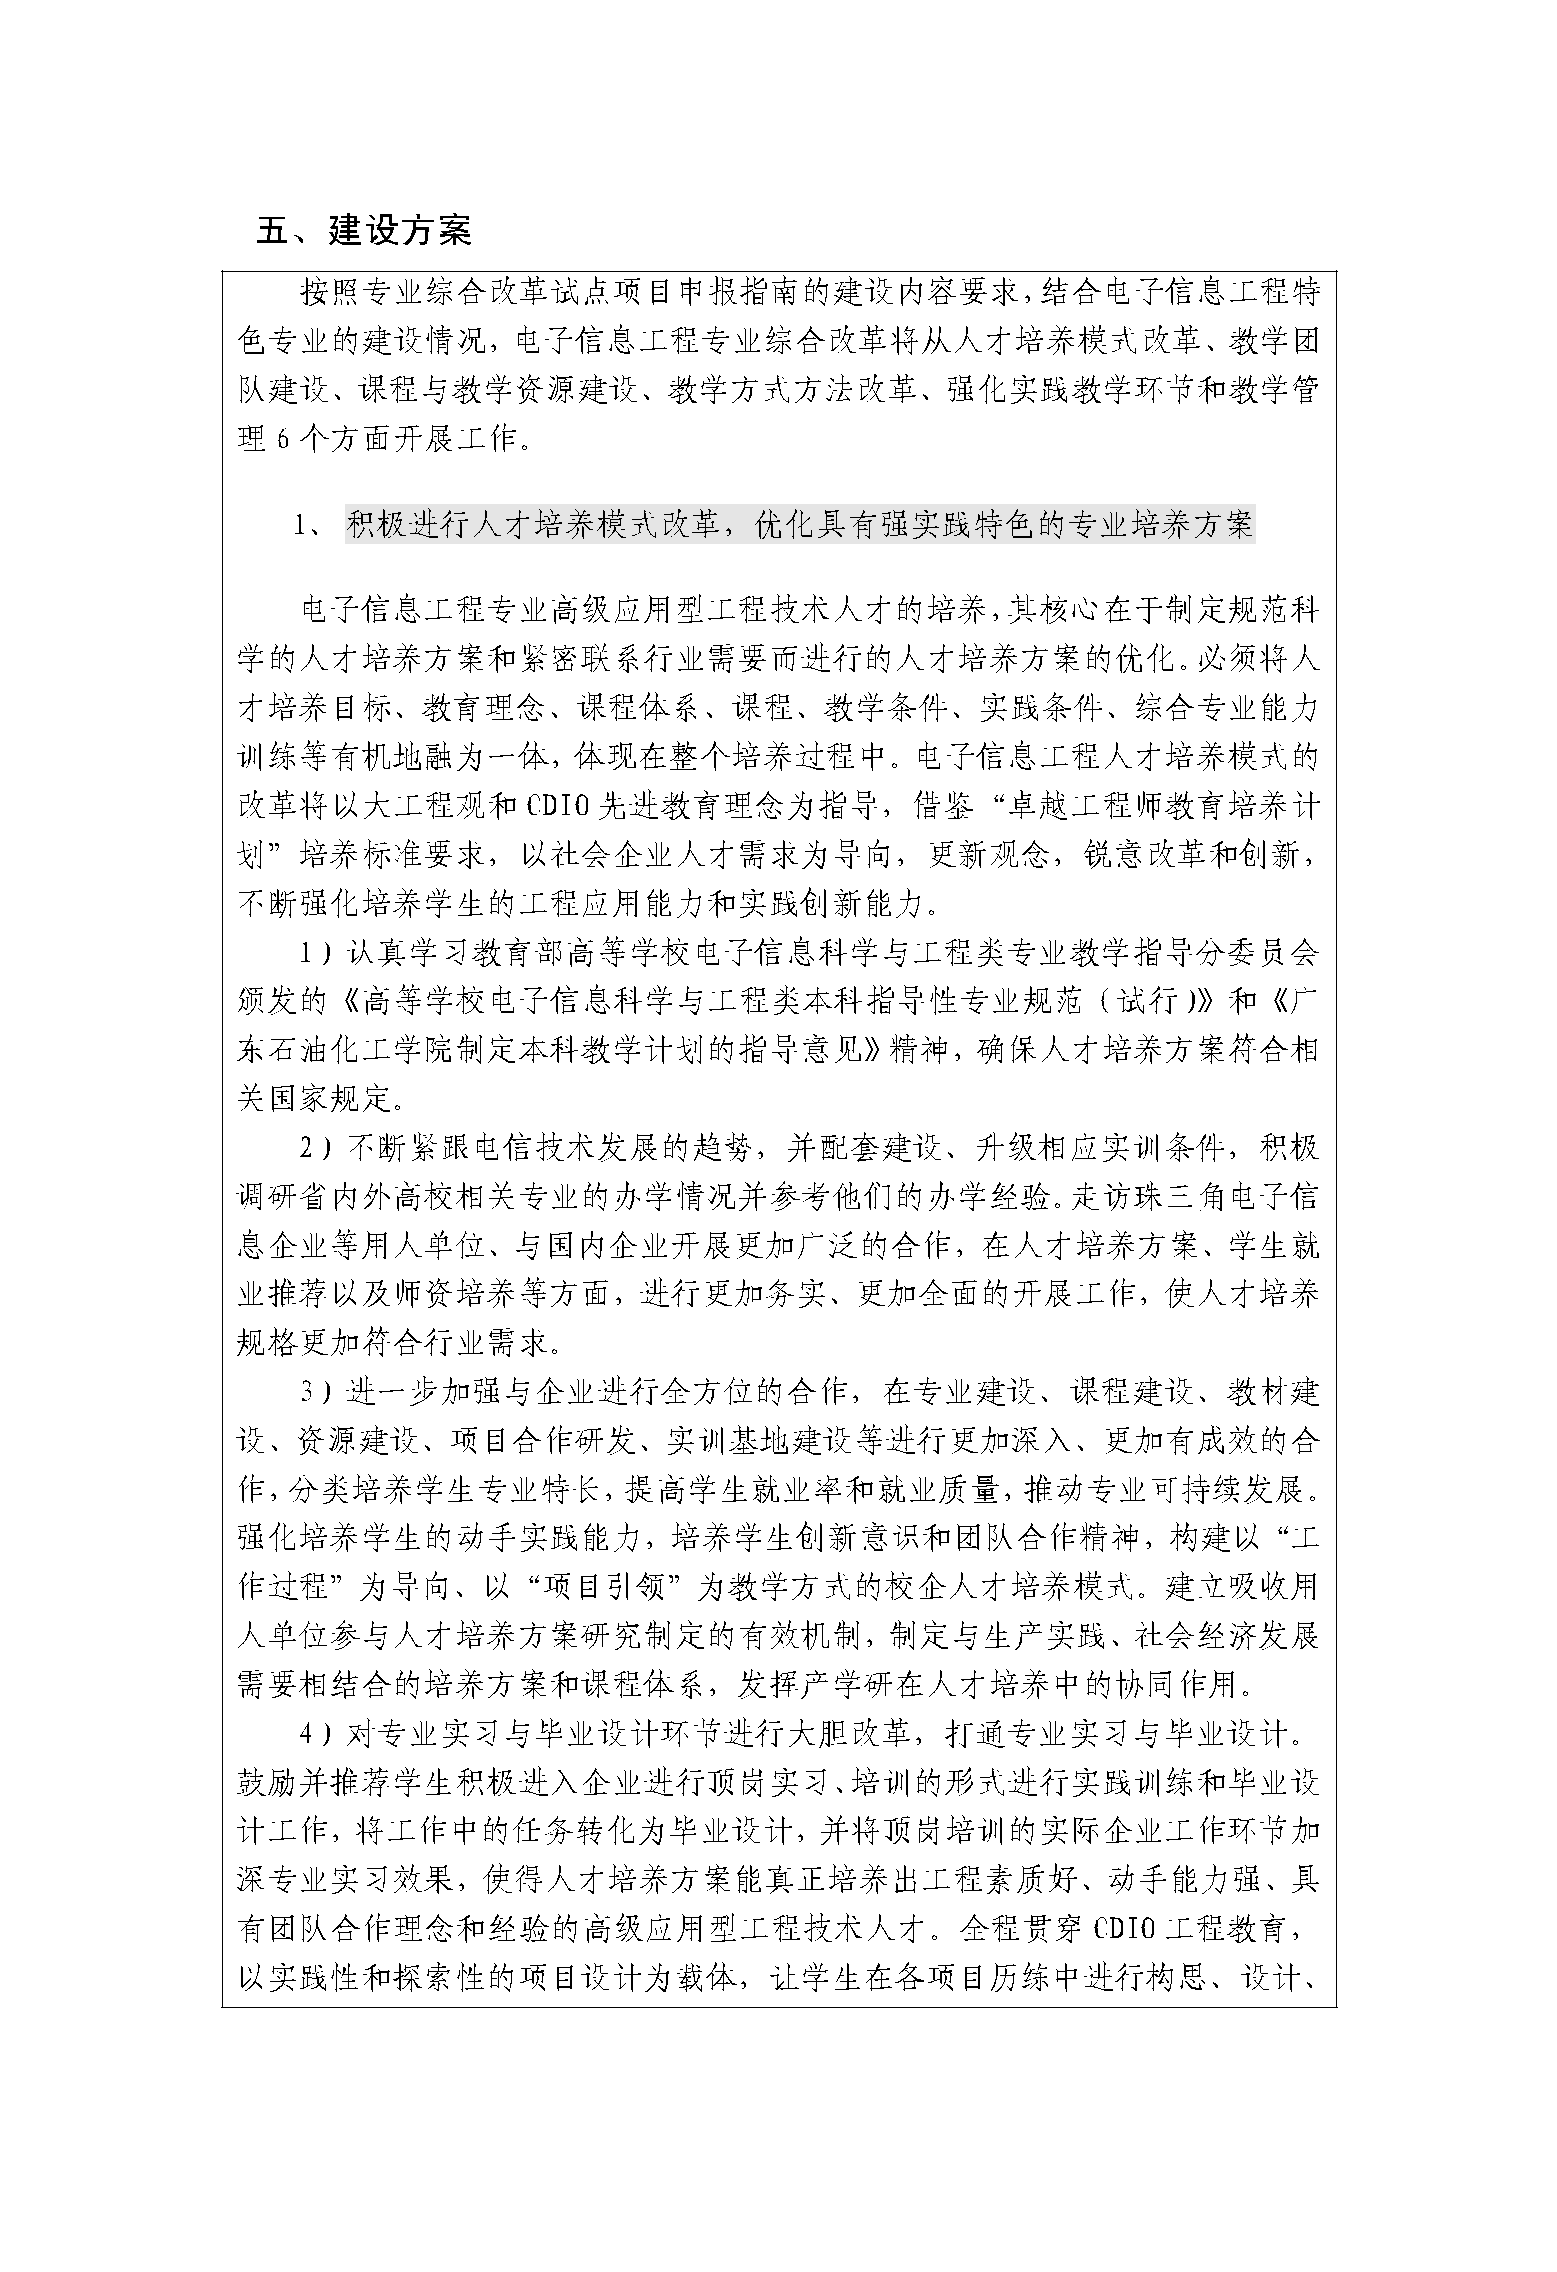 五、建设方案
按照专业综合改革试点项目申报指南的建设内容要求，结合电子信息工程特
色专业的建设情况，电子信息工程专业综合改革将从人才培养模式改革、教学团
队建设、课程与教学资源建设、教学方式方法改革、强化实践教学环节和教学管
理 6 个方面开展工作。
1、 积极进行人才培养模式改革，优化具有强实践特色的专业培养方案
电子信息工程专业高级应用型工程技术人才的培养，其核心在于制定规范科
学的人才培养方案和紧密联系行业需要而进行的人才培养方案的优化。必须将人
才培养目标、教育理念、课程体系、课程、教学条件、实践条件、综合专业能力
训练等有机地融为一体，体现在整个培养过程中。电子信息工程人才培养模式的
改革将以大工程观和 CDIO 先进教育理念为指导，借鉴“卓越工程师教育培养计
划”培养标准要求，以社会企业人才需求为导向，更新观念，锐意改革和创新，
不断强化培养学生的工程应用能力和实践创新能力。
1）认真学习教育部高等学校电子信息科学与工程类专业教学指导分委员会
颁发的《高等学校电子信息科学与工程类本科指导性专业规范（试行）》和《广
东石油化工学院制定本科教学计划的指导意见》精神，确保人才培养方案符合相
关国家规定。
2）不断紧跟电信技术发展的趋势，并配套建设、升级相应实训条件，积极
调研省内外高校相关专业的办学情况并参考他们的办学经验。走访珠三角电子信
息企业等用人单位、与国内企业开展更加广泛的合作，在人才培养方案、学生就
业推荐以及师资培养等方面，进行更加务实、更加全面的开展工作，使人才培养
规格更加符合行业需求。
3）进一步加强与企业进行全方位的合作，在专业建设、课程建设、教材建
设、资源建设、项目合作研发、实训基地建设等进行更加深入、更加有成效的合
作，分类培养学生专业特长，提高学生就业率和就业质量，推动专业可持续发展。
强化培养学生的动手实践能力，培养学生创新意识和团队合作精神，构建以“工
作过程”为导向、以“项目引领”为教学方式的校企人才培养模式。建立吸收用
人单位参与人才培养方案研究制定的有效机制，制定与生产实践、社会经济发展
需要相结合的培养方案和课程体系，发挥产学研在人才培养中的协同作用。
4）对专业实习与毕业设计环节进行大胆改革，打通专业实习与毕业设计。
鼓励并推荐学生积极进入企业进行顶岗实习、培训的形式进行实践训练和毕业设
计工作，将工作中的任务转化为毕业设计，并将顶岗培训的实际企业工作环节加
深专业实习效果，使得人才培养方案能真正培养出工程素质好、动手能力强、具
有团队合作理念和经验的高级应用型工程技术人才。全程贯穿 CDIO 工程教育，
以实践性和探索性的项目设计为载体，让学生在各项目历练中进行构思、设计、